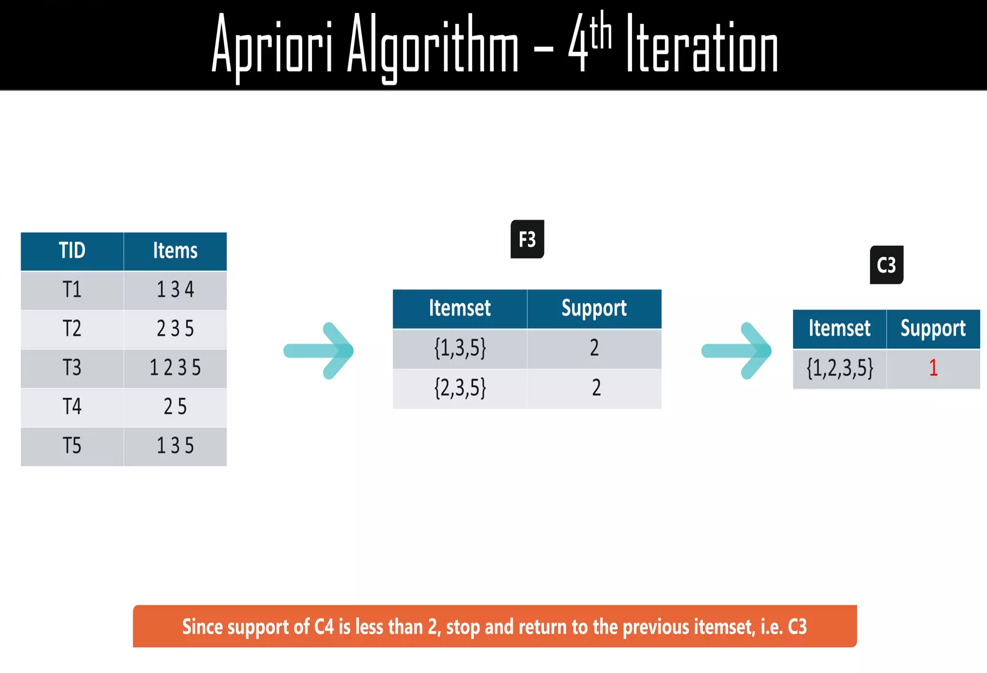 Apriori Algorithm – 4th Iteration
TID Items
T1 1 3 4
T2 2 3 5
T3 1 2 3 5
T4 2 5
T5 1 3 5
F3
Itemset Support
{1,3,5} 2
{2,3,5} 2
C3
Itemset Support
{1,2,3,5} 1
Since support of C4 is less than 2, stop and return to the previous itemset, i.e. C3